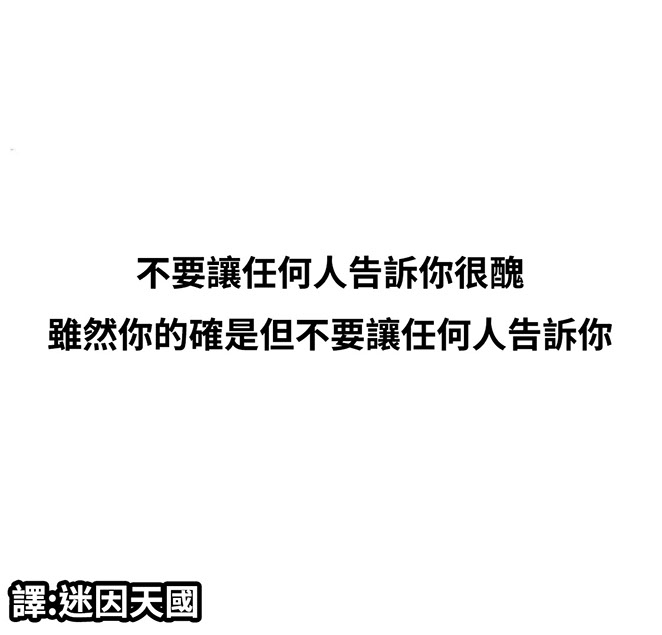 不要讓任何人告訴你很醜
雖然你的確是但不要讓任何人告訴你
譯:迷因天國